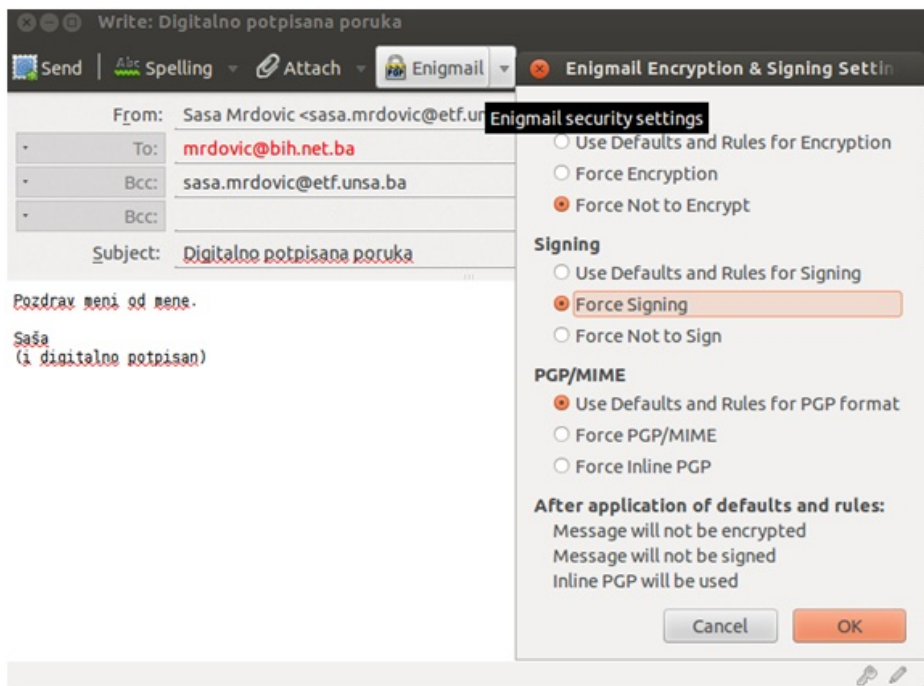 Write: Digitalno potpisana poruka
Send Abc Spelling Attach PGP Enigmail
From: Sasa Mrdovic <sasa.mrdovic@etf.un
To: mrdovic@bih.net.ba
Bcc: sasa.mrdovic@etf.unsa.ba
Bcc:
Subject: Digitalno potpisana poruka
Pozdrav meni od mene.
Saša
(i digitalno potpisan)
Enigmail Encryption & Signing Settin
Enigmail security settings
Use Defaults and Rules for Encryption
Force Encryption
Force Not to Encrypt
Signing
Use Defaults and Rules for Signing
Force Signing
Force Not to Sign
PGP/MIME
Use Defaults and Rules for PGP format
Force PGP/MIME
Force Inline PGP
After application of defaults and rules:
Message will not be encrypted
Message will not be signed
Inline PGP will be used
Cancel OK